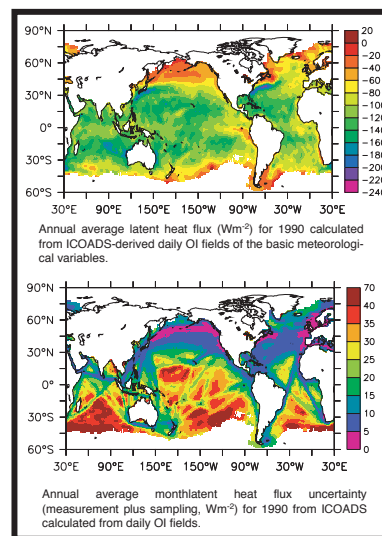 90°N
60°N
30°N
0°
30°S
60°S
30°E 90°E 150°E 150°W 90°W 30°W 30°E
20
0
−20
−40
−60
−80
−100
−120
−140
−160
−180
−200
−220
−240
Annual average latent heat flux (Wm-2) for 1990 calculated
from ICOADS-derived daily OI fields of the basic meteorologi-
cal variables.
90°N
60°N
30°N
0°
30°S
60°S
30°E 90°E 150°E 150°W 90°W 30°W 30°E
70
40
35
30
25
20
15
10
5
0
Annual average monthlatent heat flux uncertainty
(measurement plus sampling, Wm-2) for 1990 from ICOADS
calculated from daily OI fields.